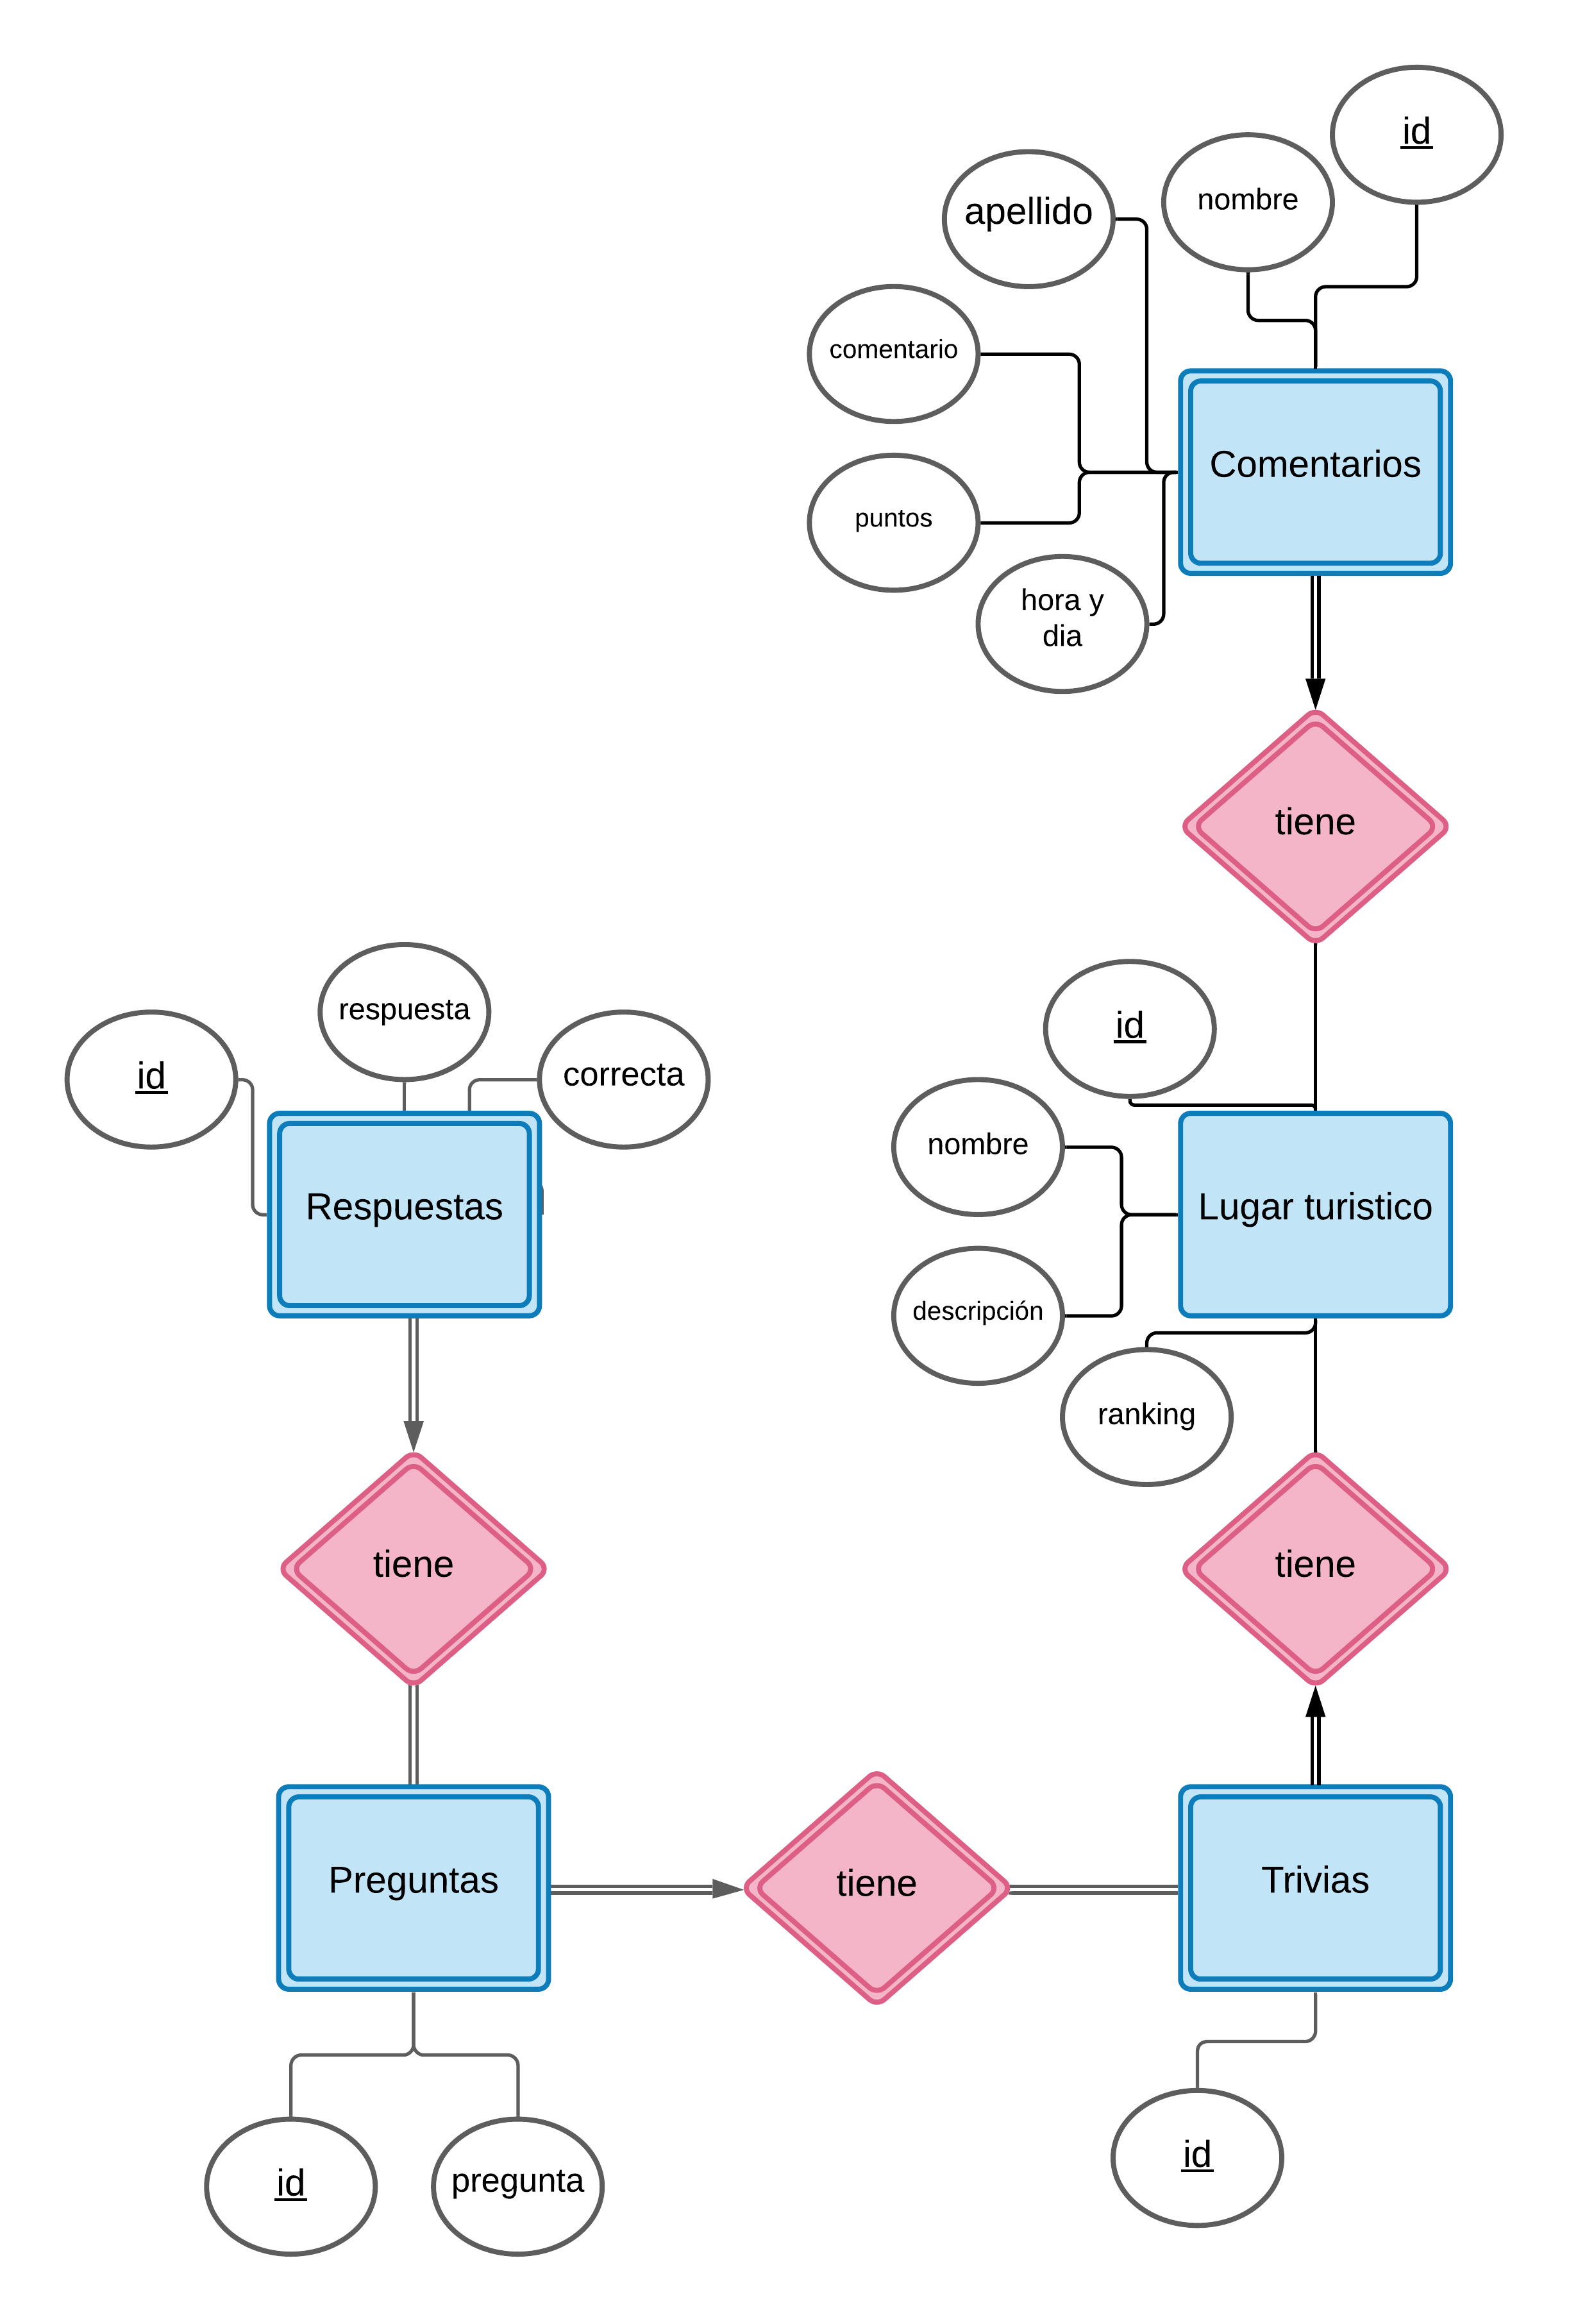 id
nombre
apellido
comentario
Comentarios
puntos
hora y
dia
tiene
id
respuesta
correcta
id
nombre
Respuestas
Lugar turistico
descripción
ranking
tiene
tiene
Preguntas
tiene
Trivias
id
pregunta
id